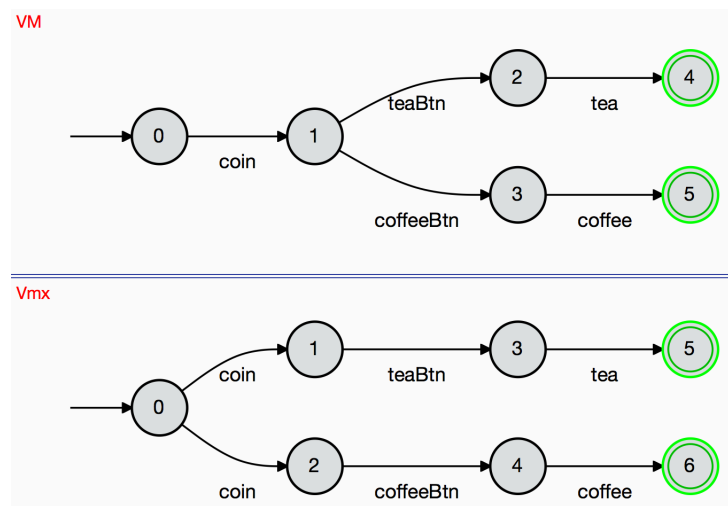 VM
2 4
teaBtn tea
0 1
coin
3 5
coffeeBtn coffee
Vmx
1 3 5
coin teaBtn tea
0
2 4 6
coin coffeeBtn coffee